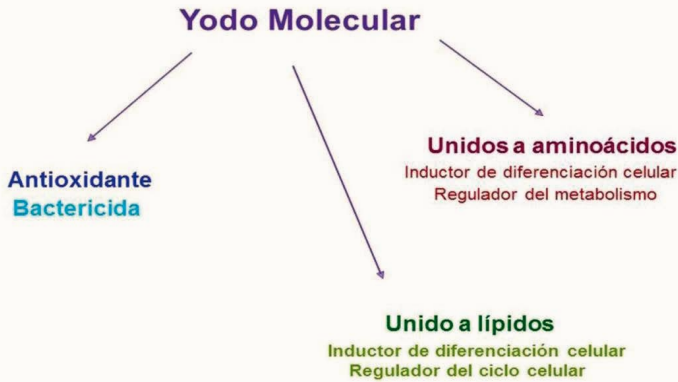 Yodo Molecular
Antioxidante
Bactericida
Unidos a aminoácidos
Inductor de diferenciación celular
Regulador del metabolismo
Unido a lípidos
Inductor de diferenciación celular
Regulador del ciclo celular